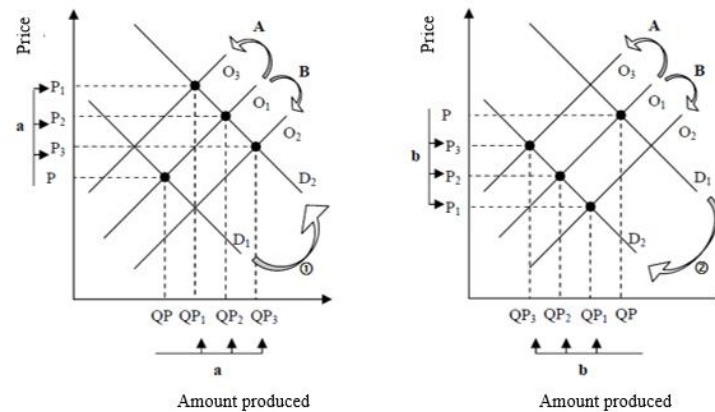 Price
A
B
O₃
O₁
O₂
P₁
P₂
a
P₃
P
D₂
D₁
①
QP QP₁ QP₂ QP₃
a
Amount produced
Price
A
B
O₃
O₁
O₂
P
P₃
b
P₂
P₁
D₁
D₂
②
QP₃ QP₂ QP₁ QP
b
Amount produced